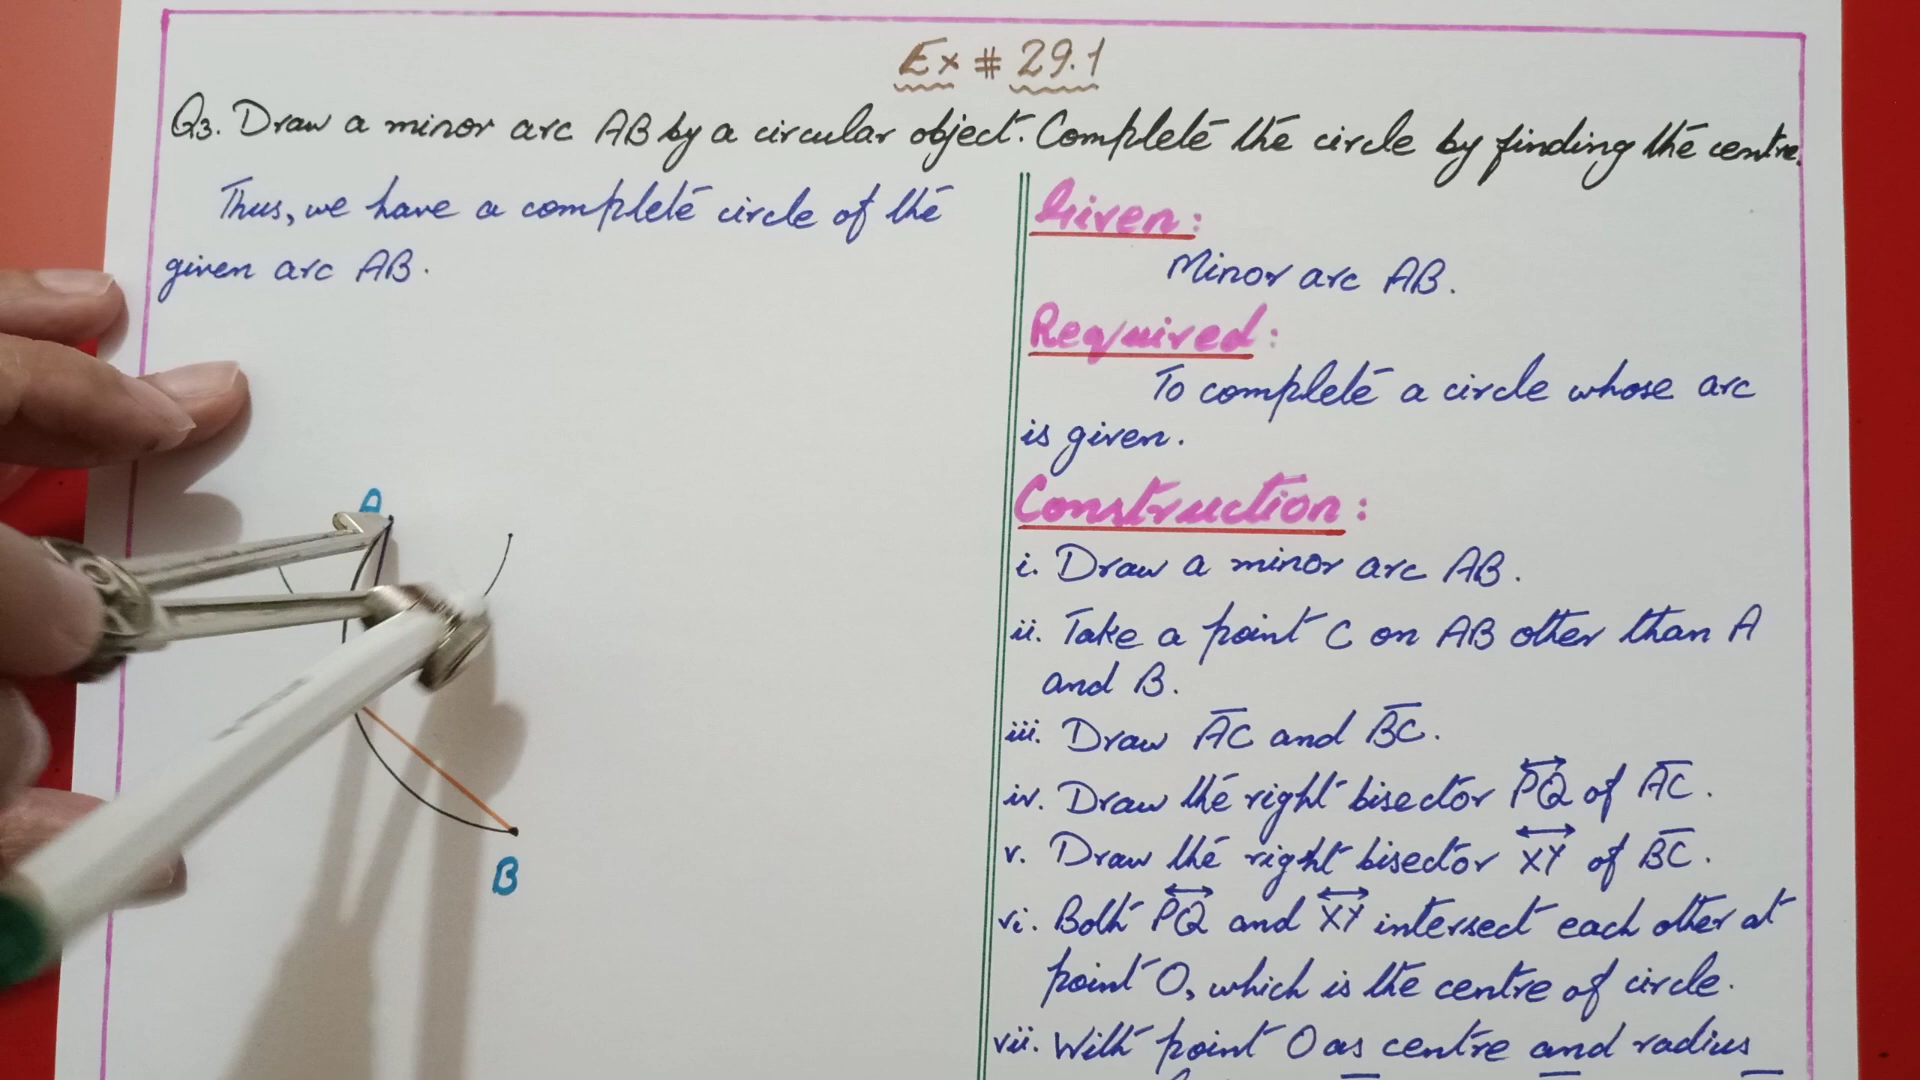 Ex # 29.1
Q3. Draw a minor arc AB by a circular object. Complete the circle by finding the centre.
Thus, we have a complete circle of the
given arc AB.
A
B
Given:
Minor arc AB.
Required:
To complete a circle whose arc
is given.
Construction:
i. Draw a minor arc AB.
ii. Take a point C on AB other than A
and B.
iii. Draw A̅C̅ and B̅C̅.
iv. Draw the right bisector PQ of A̅C̅.
v. Draw the right bisector XY of B̅C̅.
vi. Both PQ and XY intersect each other at
point O, which is the centre of circle.
vii. With point O as centre and radius